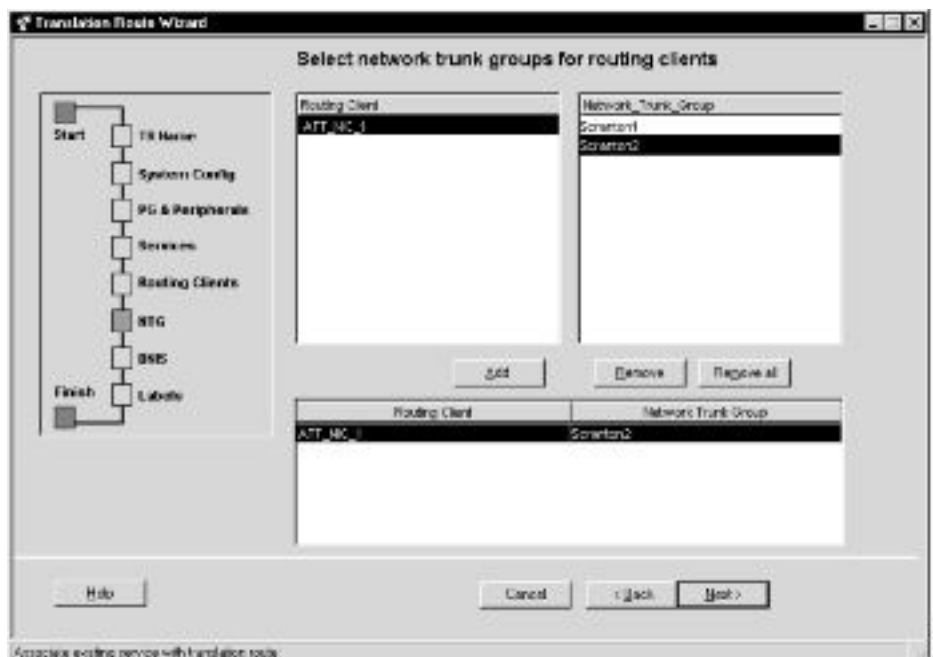 Translation Route Wizard
Select network trunk groups for routing clients
Start
TR Name
System Config
PG & Peripherals
Services
Routing Clients
NTG
DNIS
Labels
Finish
Routing Client
ATT_NIC_1
Network_Trunk_Group
Scranton1
Scranton2
Add
Remove
Remove all
Routing Client Network Trunk Group
ATT_NIC_1 Scranton2
Help
Cancel
< Back
Next >
Associate existing service with translation route